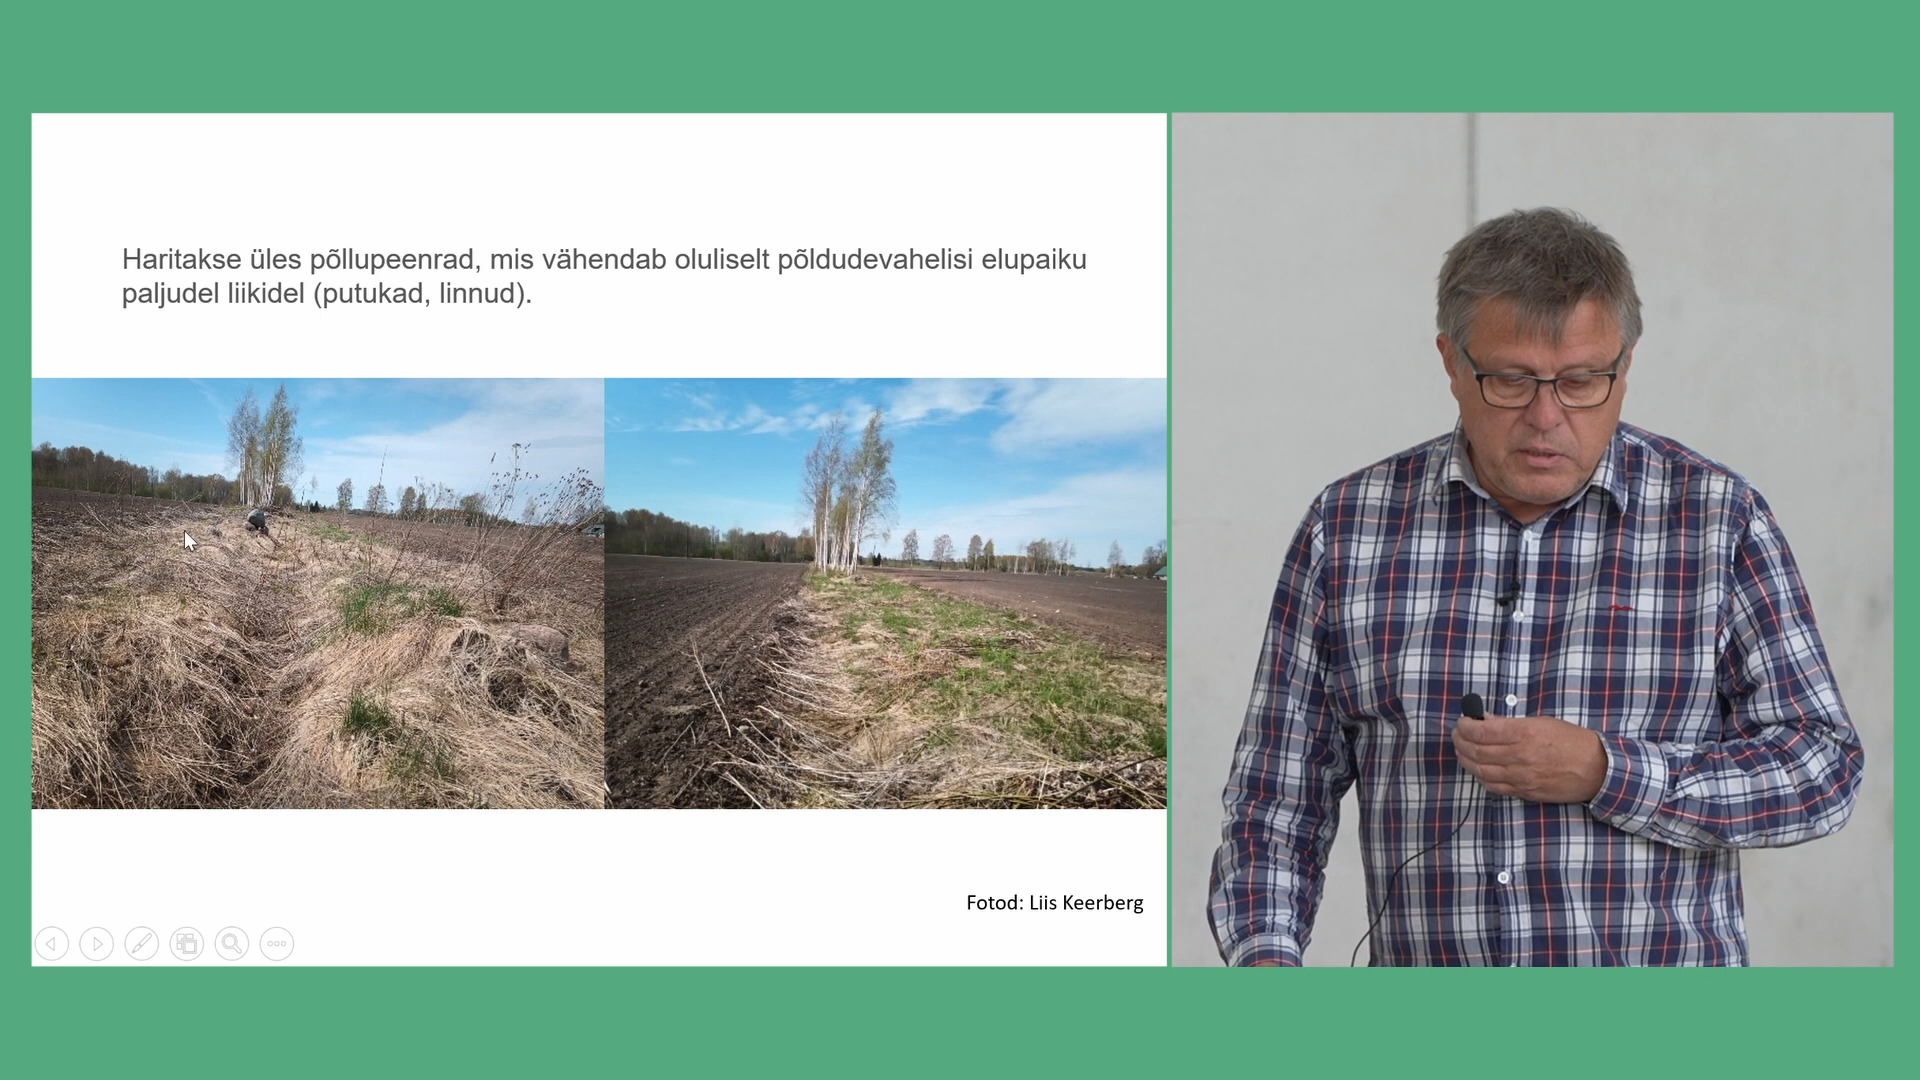 Haritakse üles põllupeenrad, mis vähendab oluliselt põldudevahelisi elupaiku
paljudel liikidel (putukad, linnud).
Fotod: Liis Keerberg